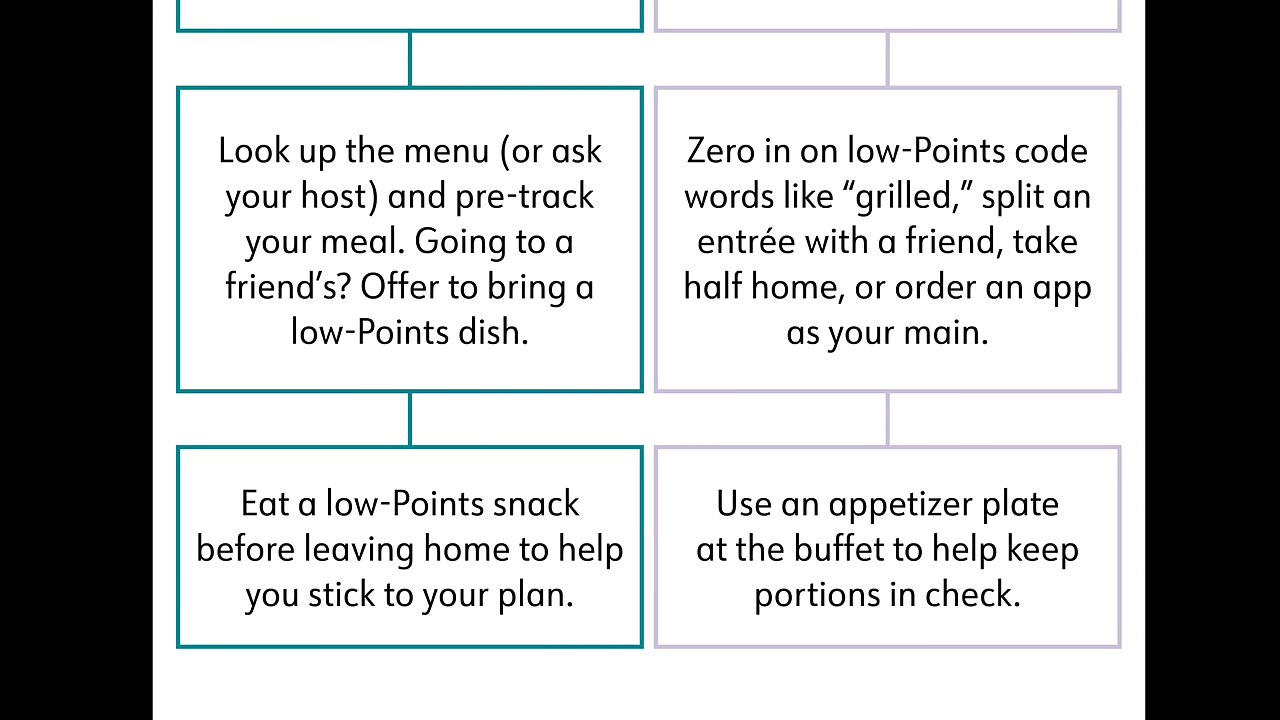 Look up the menu (or ask
your host) and pre-track
your meal. Going to a
friend’s? Offer to bring a
low-Points dish.
Eat a low-Points snack
before leaving home to help
you stick to your plan.
Zero in on low-Points code
words like “grilled,” split an
entrée with a friend, take
half home, or order an app
as your main.
Use an appetizer plate
at the buffet to help keep
portions in check.